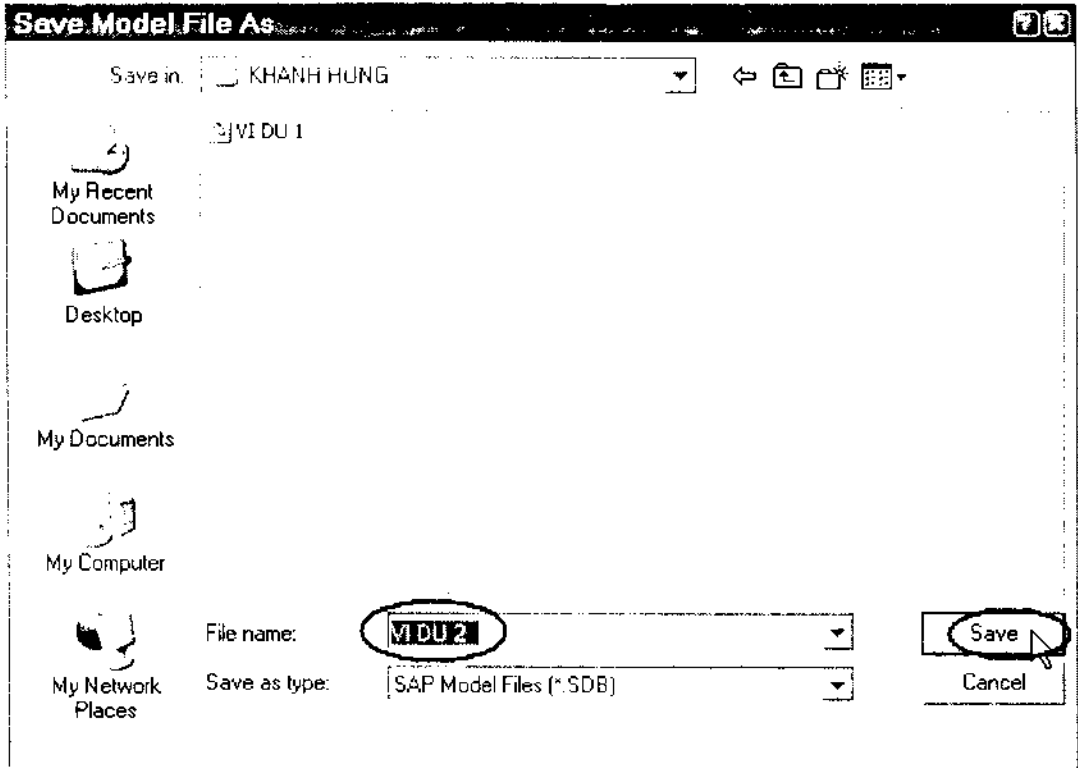 Save Model File As
Save in: KHANH HUNG
VI DU 1
My Recent
Documents
Desktop
My Documents
My Computer
My Network
Places
File name: VI DU 2
Save as type: SAP Model Files (*.SDB)
Save
Cancel